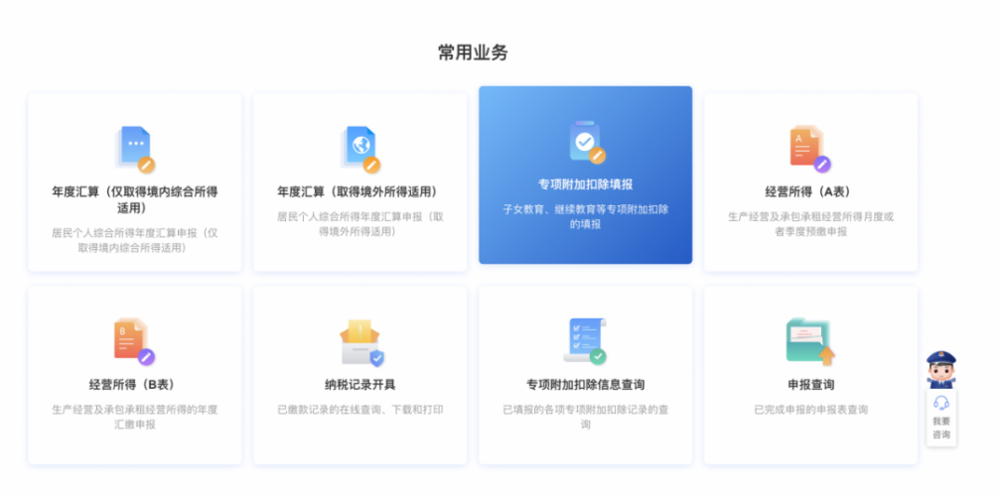 常用业务
年度汇算（仅取得境内综合所得
适用）
居民个人综合所得年度汇算申报（仅
取得境内综合所得适用）
年度汇算（取得境外所得适用）
居民个人综合所得年度汇算申报（取
得境外所得适用）
专项附加扣除填报
子女教育、继续教育等专项附加扣除
的填报
A
经营所得（A表）
生产经营及承包承租经营所得月度或
者季度预缴申报
B
经营所得（B表）
生产经营及承包承租经营所得的年度
汇缴申报
纳税记录开具
已缴款记录的在线查询、下载和打印
专项附加扣除信息查询
已填报的各项专项附加扣除记录的查
询
申报查询
已完成申报的申报表查询
我要
咨询